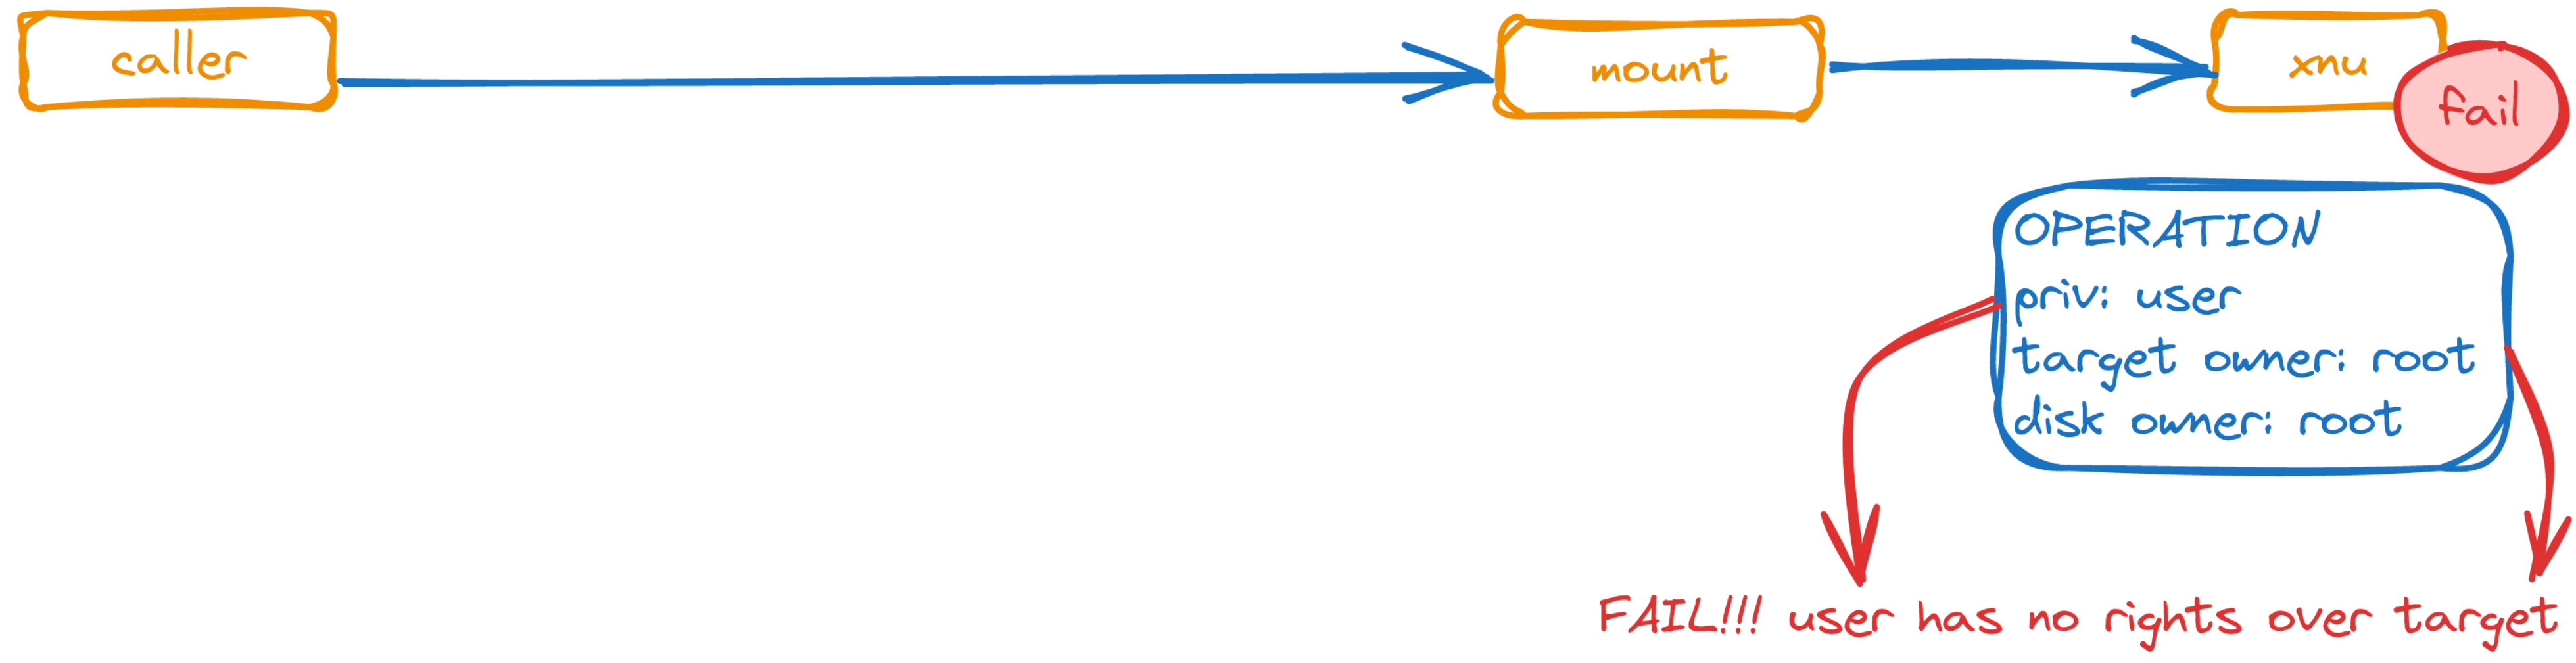 caller
mount
xnu
fail
OPERATION
priv: user
target owner: root
disk owner: root
FAIL!!! user has no rights over target